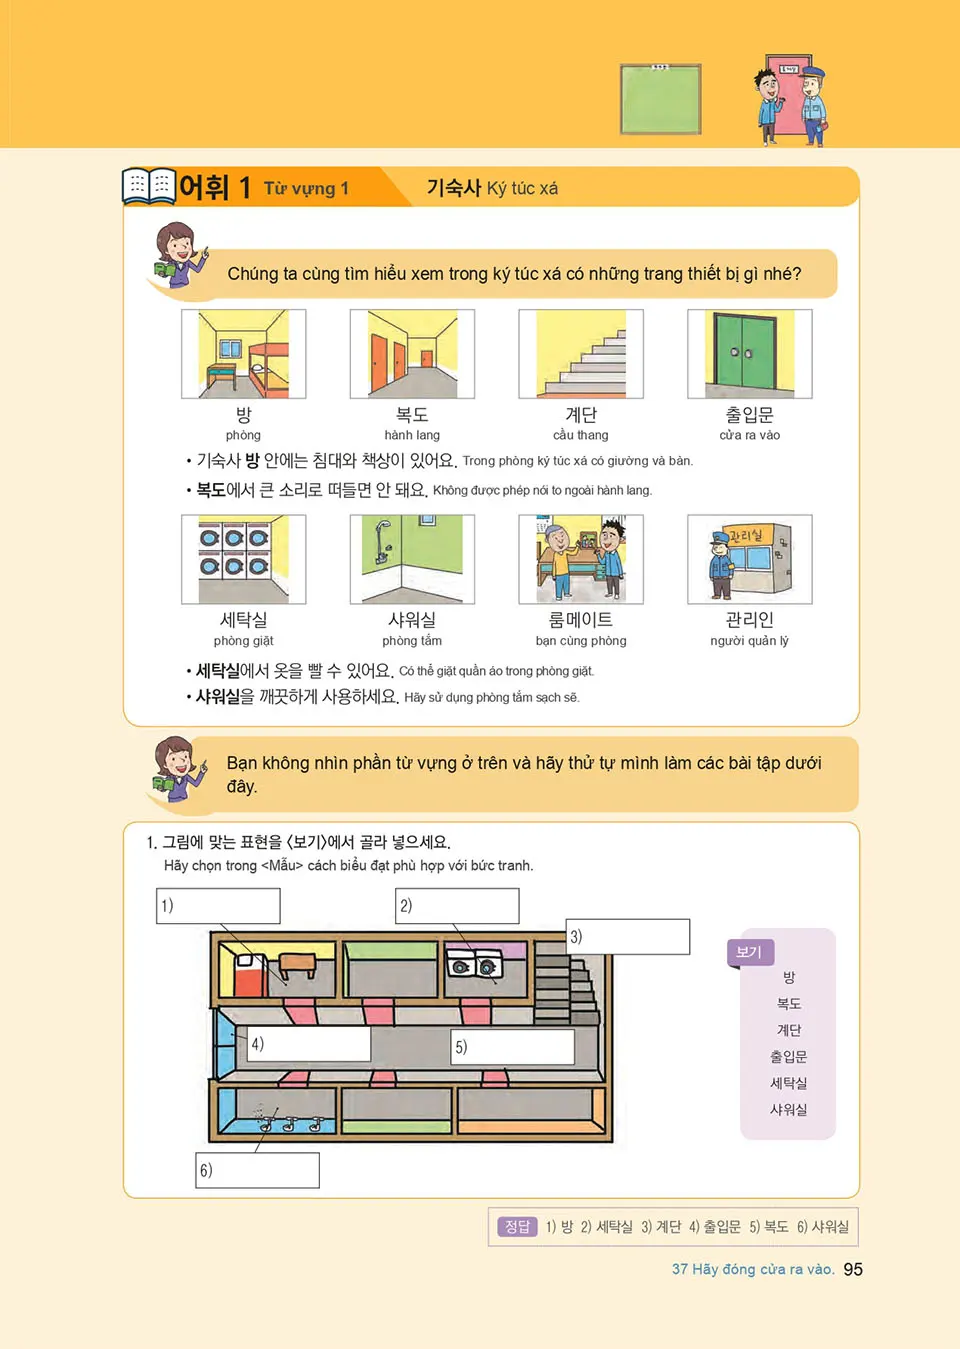 어휘 1 Từ vựng 1 기숙사 Ký túc xá
Chúng ta cùng tìm hiểu xem trong ký túc xá có những trang thiết bị gì nhé?
방 복도 계단 출입문
phòng hành lang cầu thang cửa ra vào
• 기숙사 방 안에는 침대와 책상이 있어요. Trong phòng ký túc xá có giường và bàn.
• 복도에서 큰 소리로 떠들면 안 돼요. Không được phép nói to ngoài hành lang.
관리실
세탁실 샤워실 룸메이트 관리인
phòng giặt phòng tắm bạn cùng phòng người quản lý
• 세탁실에서 옷을 빨 수 있어요. Có thể giặt quần áo trong phòng giặt.
• 샤워실을 깨끗하게 사용하세요. Hãy sử dụng phòng tắm sạch sẽ.
Bạn không nhìn phần từ vựng ở trên và hãy thử tự mình làm các bài tập dưới
đây.
1. 그림에 맞는 표현을 〈보기〉에서 골라 넣으세요.
Hãy chọn trong <Mẫu> cách biểu đạt phù hợp với bức tranh.
1)
2)
3)
4)
5)
6)
보기
방
복도
계단
출입문
세탁실
샤워실
정답 1) 방 2) 세탁실 3) 계단 4) 출입문 5) 복도 6) 샤워실
37 Hãy đóng cửa ra vào. 95